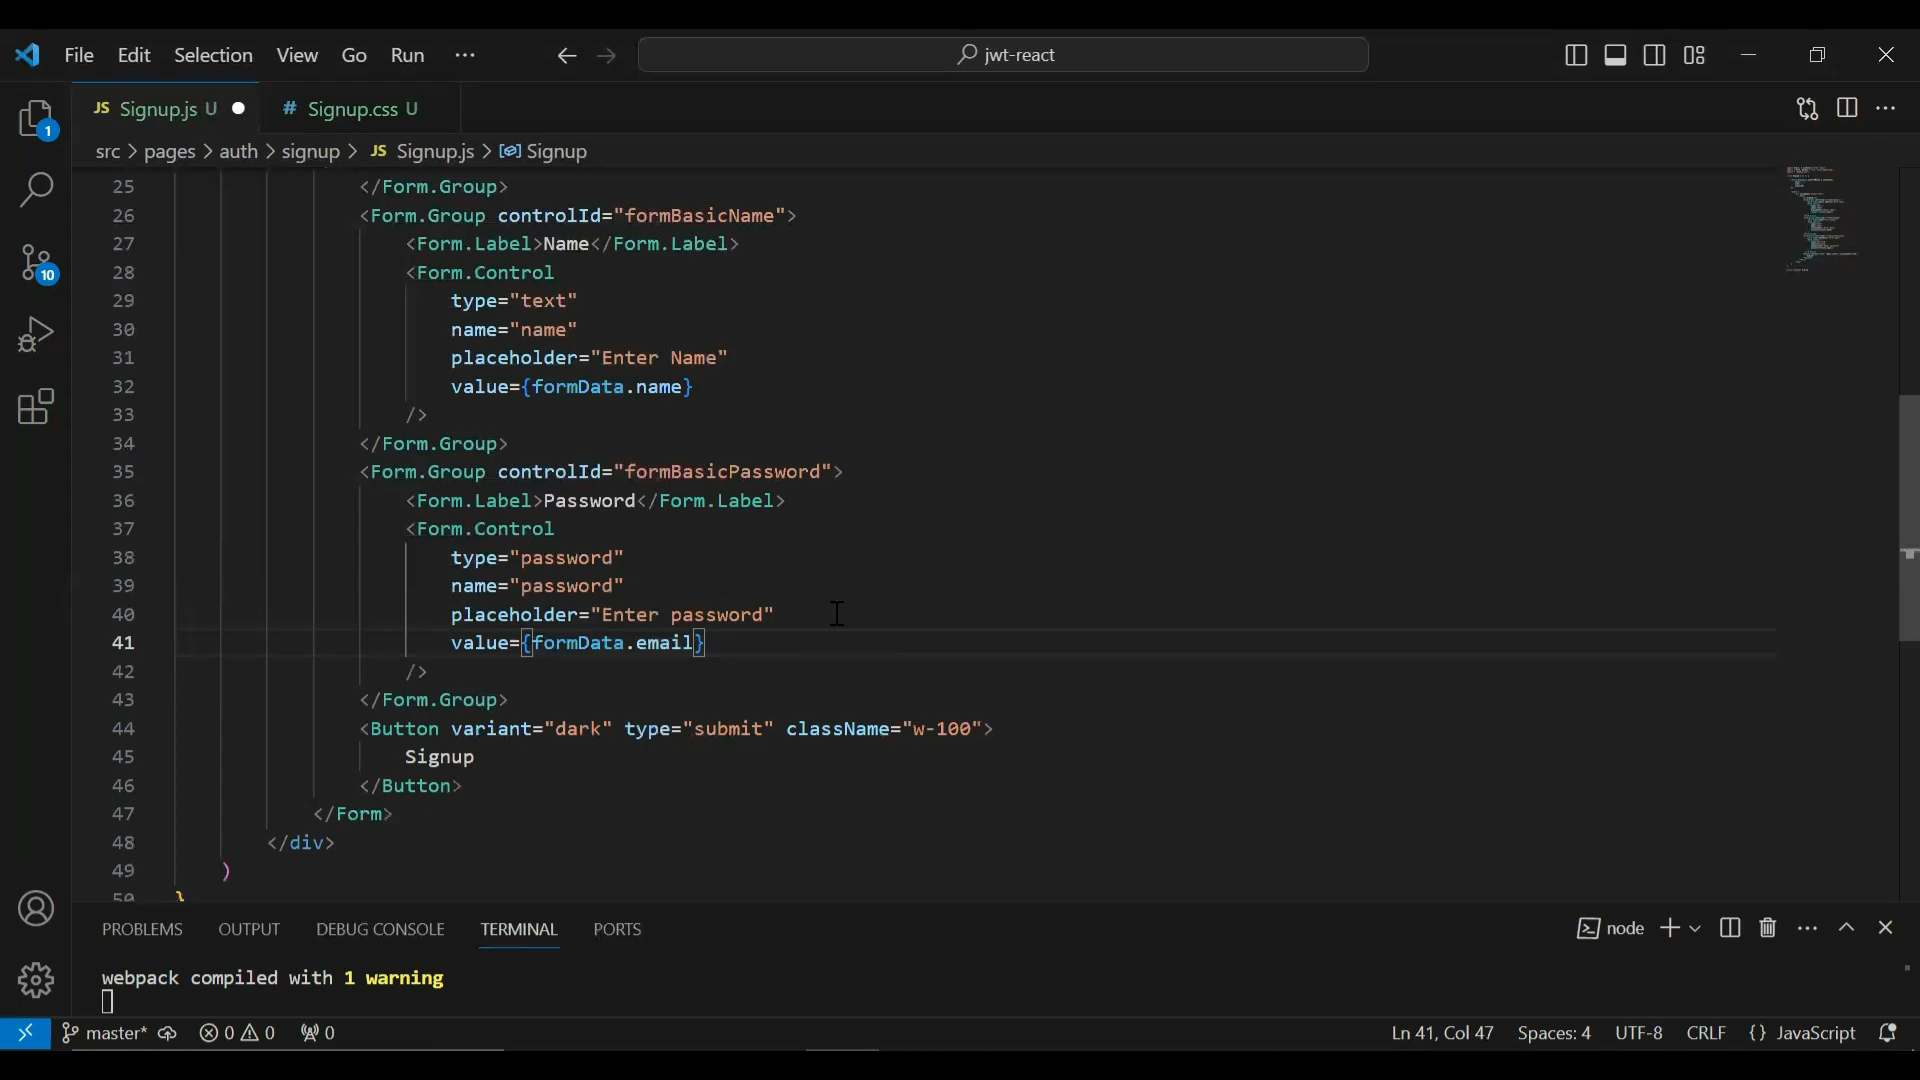 File Edit Selection View Go Run ··· jwt-react
JS Signup.js U # Signup.css U
src > pages > auth > signup > JS Signup.js > Signup
25 </Form.Group>
26 <Form.Group controlId="formBasicName">
27 <Form.Label>Name</Form.Label>
28 <Form.Control
29 type="text"
30 name="name"
31 placeholder="Enter Name"
32 value={formData.name}
33 />
34 </Form.Group>
35 <Form.Group controlId="formBasicPassword">
36 <Form.Label>Password</Form.Label>
37 <Form.Control
38 type="password"
39 name="password"
40 placeholder="Enter password"
41 value={formData.email}
42 />
43 </Form.Group>
44 <Button variant="dark" type="submit" className="w-100">
45 Signup
46 </Button>
47 </Form>
48 </div>
49 )
50 }
1
10
PROBLEMS OUTPUT DEBUG CONSOLE TERMINAL PORTS node
webpack compiled with 1 warning
master* 0 0 0 Ln 41, Col 47 Spaces: 4 UTF-8 CRLF {} JavaScript